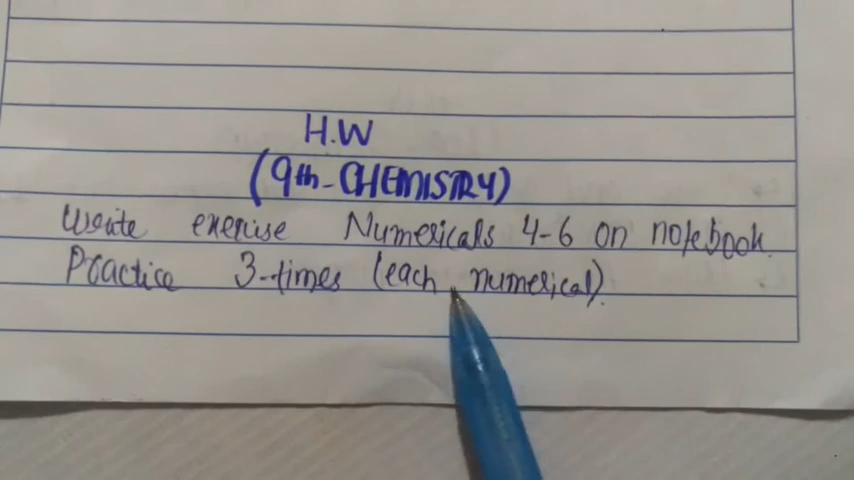 H.W
(9th-CHEMISTRY)
Write exercise Numericals 4-6 on notebook.
Practice 3-times (each numerical).